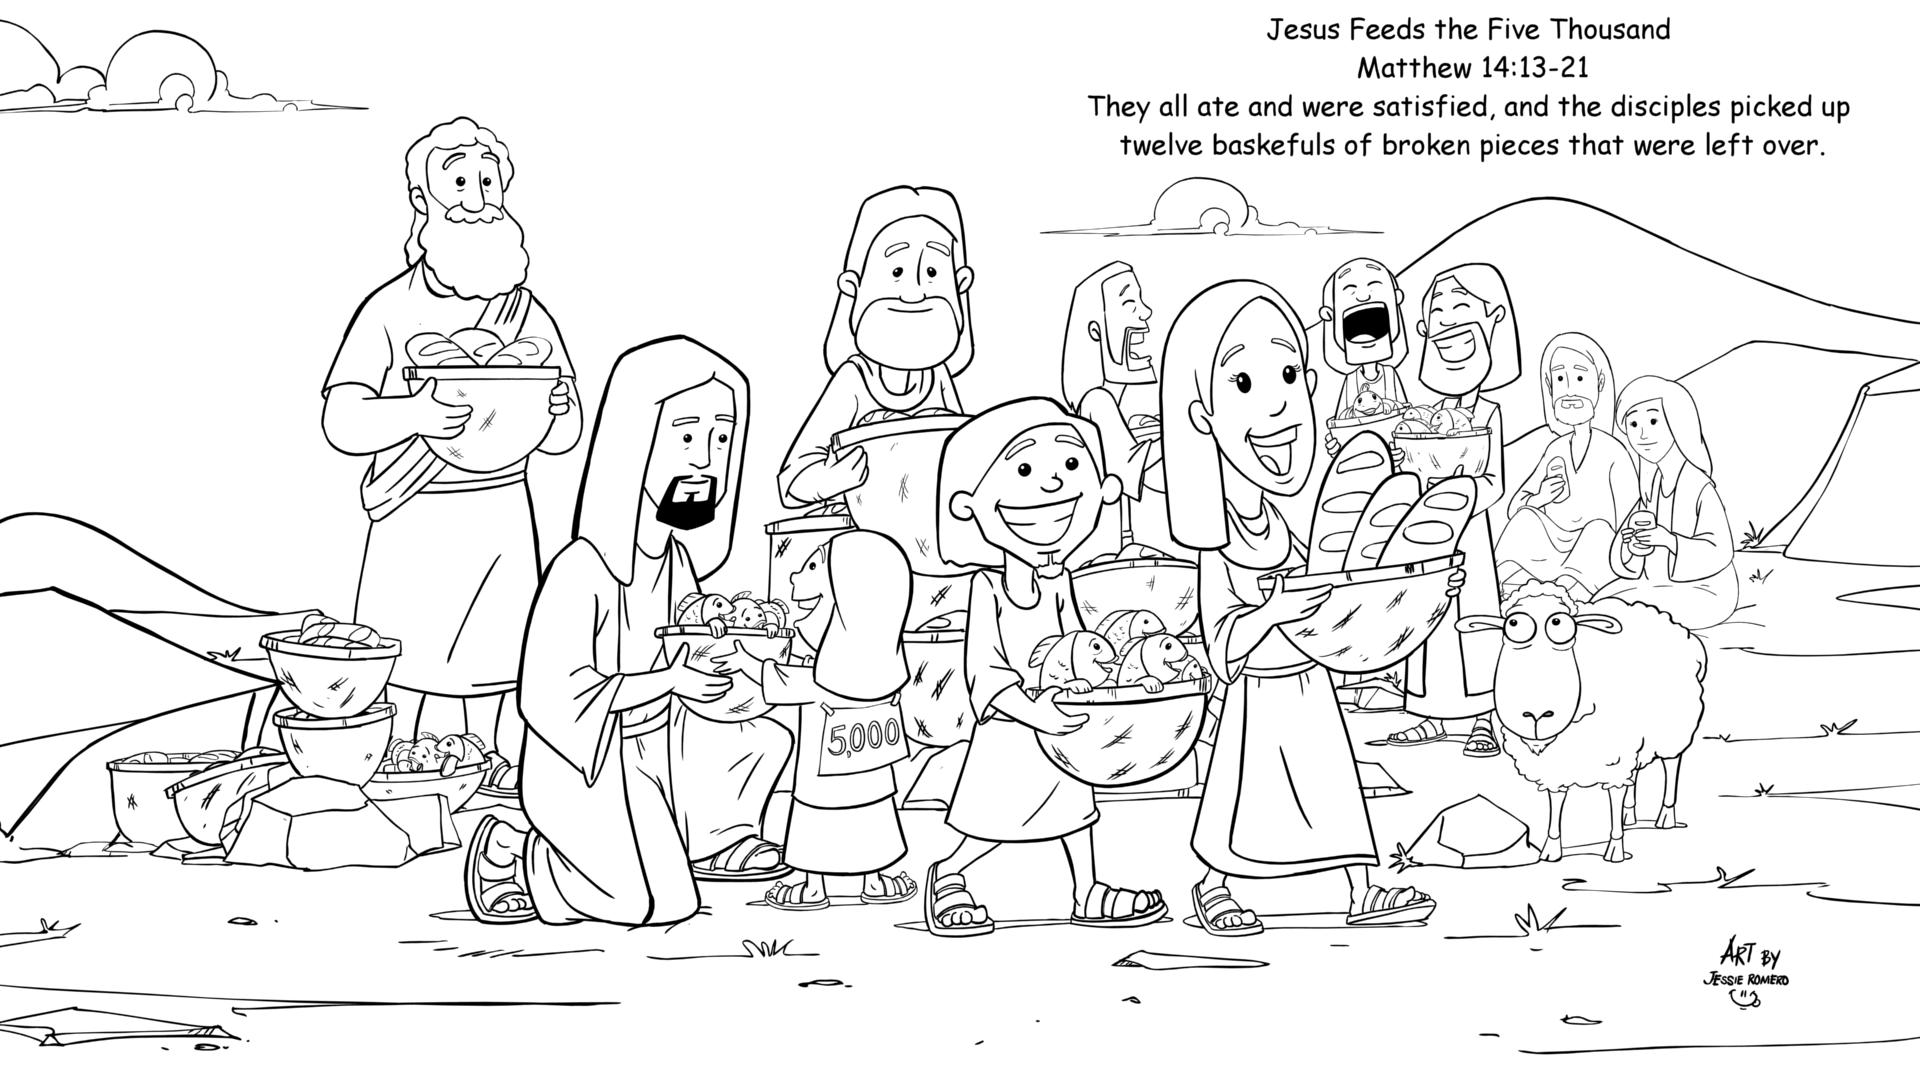 Jesus Feeds the Five Thousand
Matthew 14:13-21
They all ate and were satisfied, and the disciples picked up
twelve baskefuls of broken pieces that were left over.
5,000
ART BY
JESSIE ROMERO